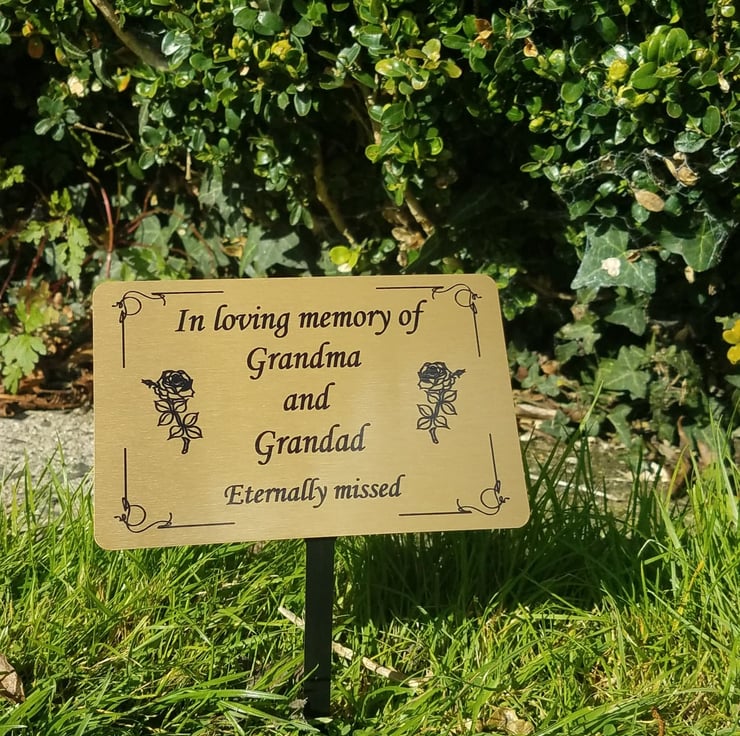 In loving memory of
Grandma
and
Grandad
Eternally missed